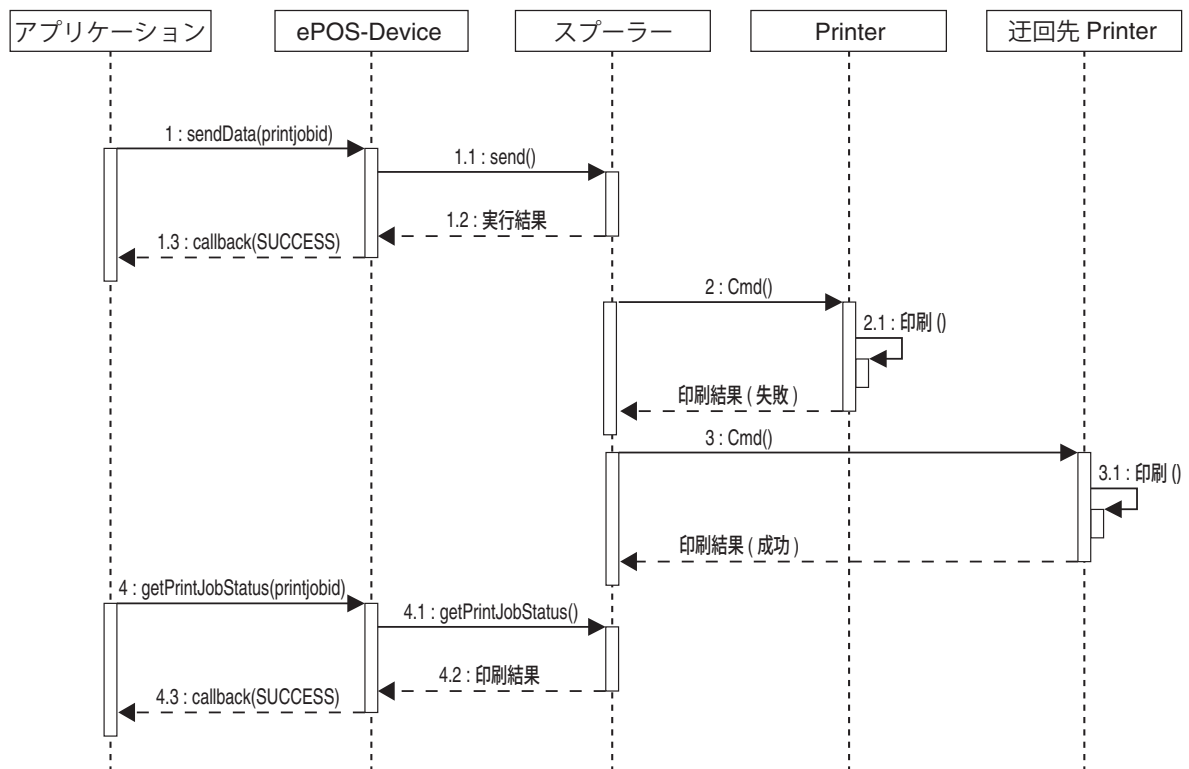 アプリケーション
ePOS-Device
スプーラー
Printer
迂回先 Printer
1 : sendData(printjobid)
1.1 : send()
1.2 : 実行結果
1.3 : callback(SUCCESS)
2 : Cmd()
2.1 : 印刷 ()
印刷結果 ( 失敗 )
3 : Cmd()
3.1 : 印刷 ()
印刷結果 ( 成功 )
4 : getPrintJobStatus(printjobid)
4.1 : getPrintJobStatus()
4.2 : 印刷結果
4.3 : callback(SUCCESS)